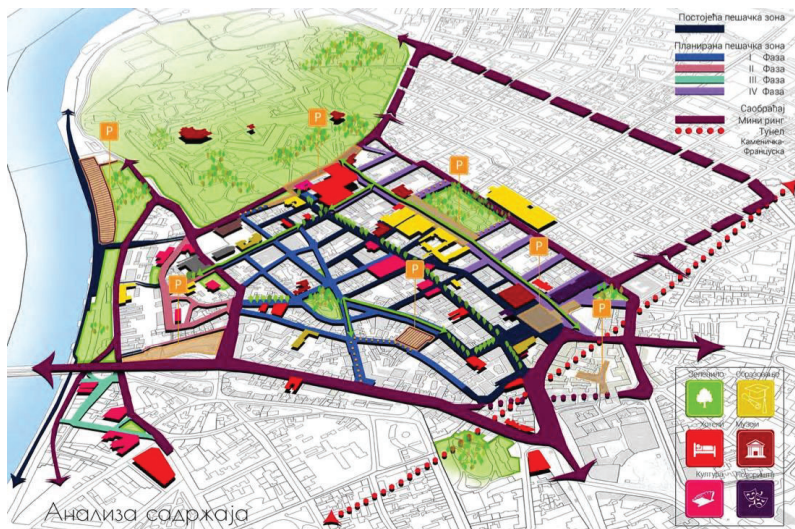 Постојећа пешачка зона
Планирана пешачка зона
I Фаза
II Фаза
III Фаза
IV Фаза
Саобраћај
Мини ринг
Тунел
Каменичка-
Француска
P
P
P
P
P
P
P
Зеленило
Образовање
Хотели
Музеји
Култура
Позориште
Анализа садржаја